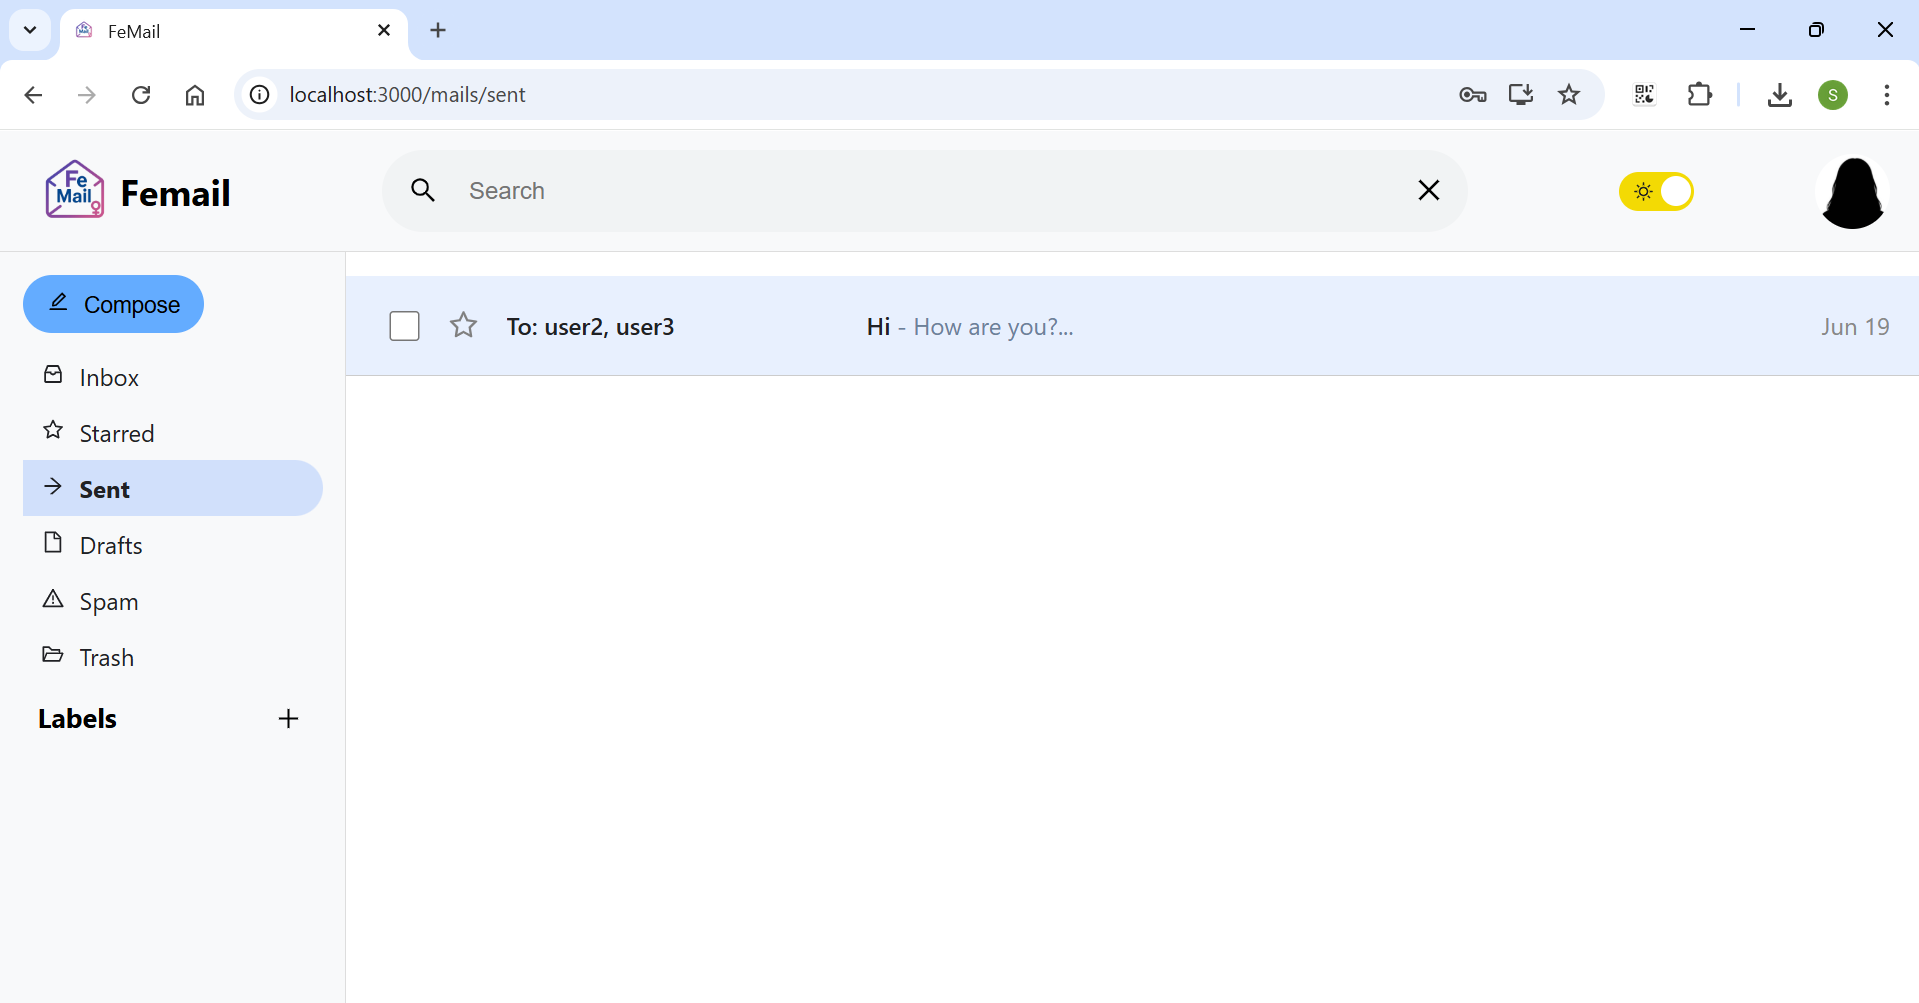 FeMail
localhost:3000/mails/sent
S
Fe
Mail
Femail
Search
Compose
To: user2, user3 Hi - How are you?... Jun 19
Inbox
Starred
Sent
Drafts
Spam
Trash
Labels